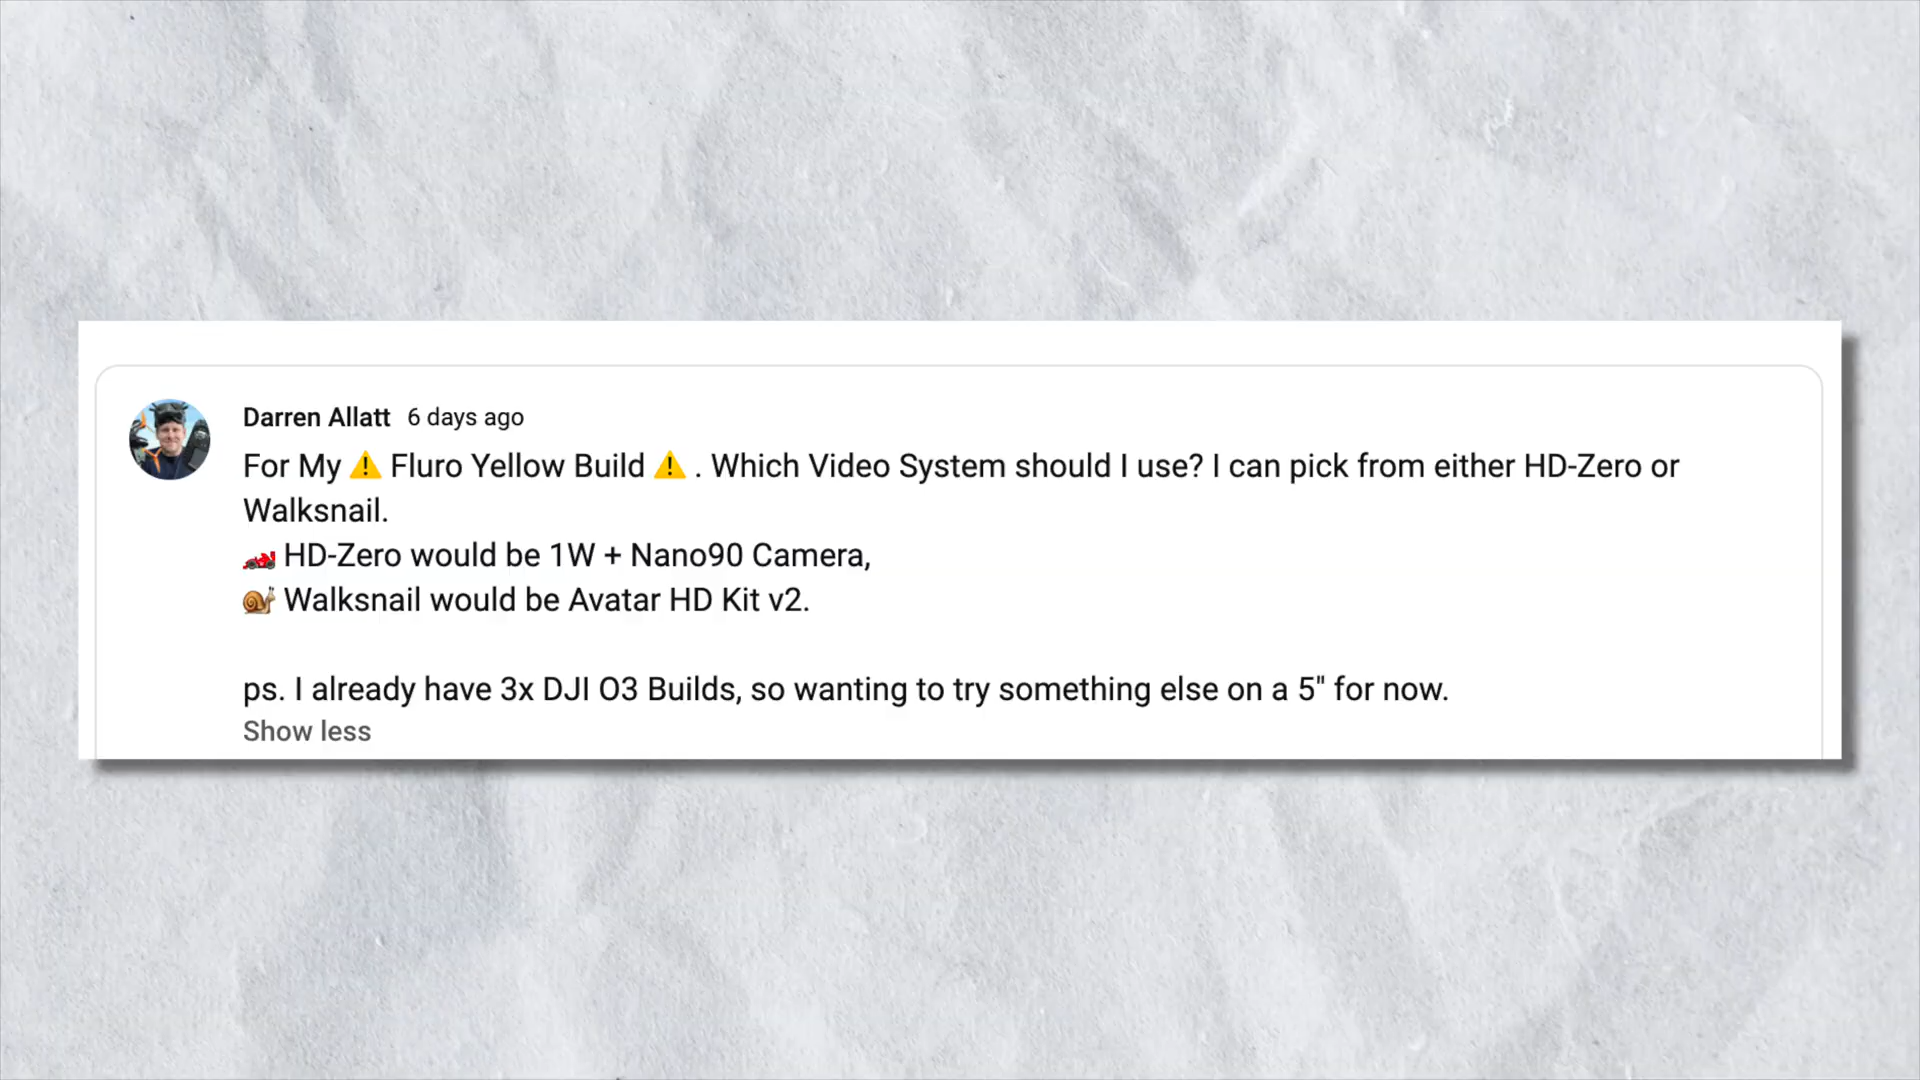 Darren Allatt 6 days ago
For My ⚠️ Fluro Yellow Build ⚠️ . Which Video System should I use? I can pick from either HD-Zero or
Walksnail.
🏎️ HD-Zero would be 1W + Nano90 Camera,
🐌 Walksnail would be Avatar HD Kit v2.
ps. I already have 3x DJI O3 Builds, so wanting to try something else on a 5" for now.
Show less